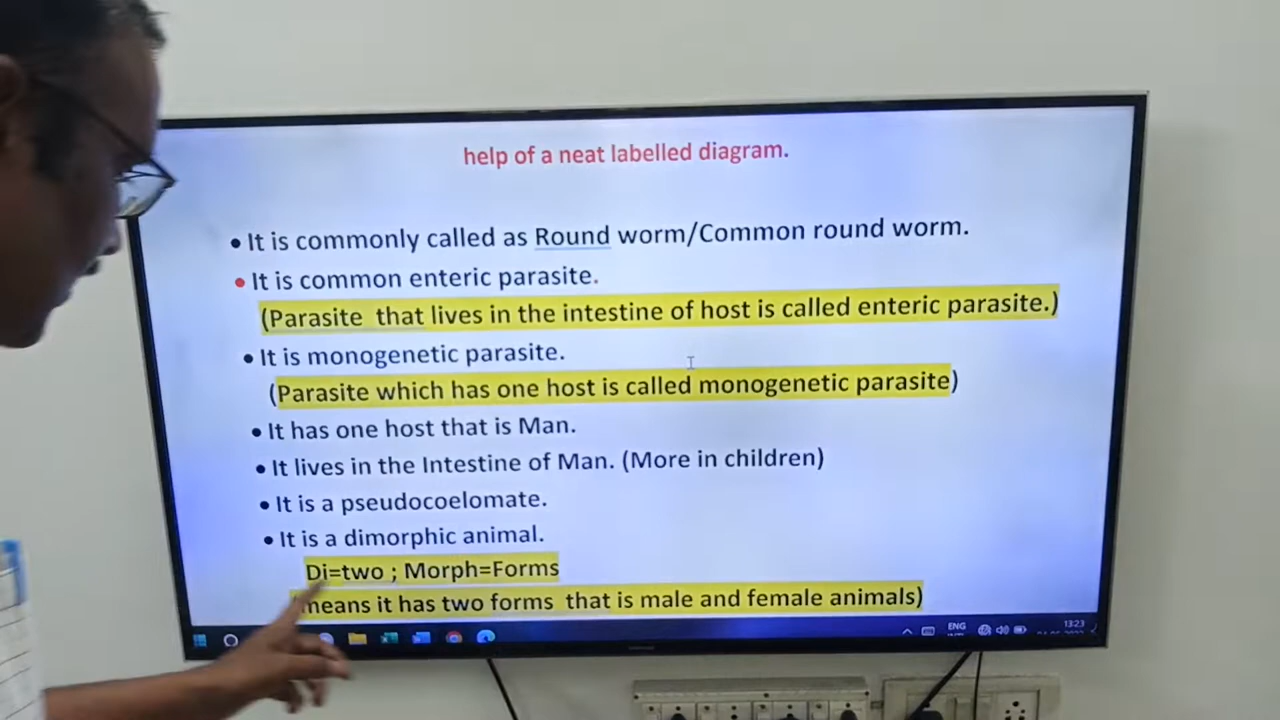 help of a neat labelled diagram.
• It is commonly called as Round worm/Common round worm.
• It is common enteric parasite.
(Parasite that lives in the intestine of host is called enteric parasite.)
• It is monogenetic parasite.
(Parasite which has one host is called monogenetic parasite)
• It has one host that is Man.
• It lives in the Intestine of Man. (More in children)
• It is a pseudocoelomate.
• It is a dimorphic animal.
Di=two ; Morph=Forms
(means it has two forms that is male and female animals)
ENG
13:23